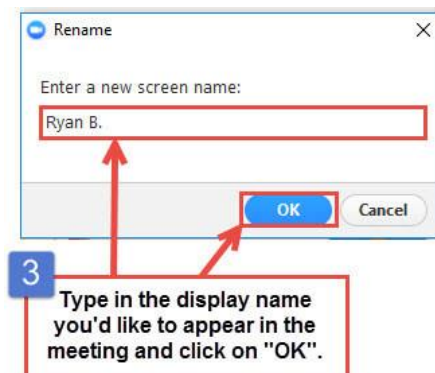 Rename
Enter a new screen name:
Ryan B.
OK
Cancel
3
Type in the display name
you'd like to appear in the
meeting and click on "OK".